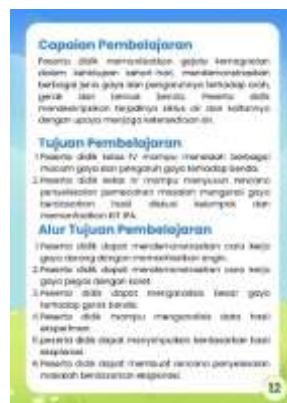 Capaian Pembelajaran
Peserta didik memanfaatkan gejala kemagnetan
dalam kehidupan sehari-hari, mendemonstrasikan
berbagai jenis gaya dan pengaruhnya terhadap arah,
gerak dan bentuk benda. Peserta didik
mendeskripsikan terjadinya siklus air dan kaitannya
dengan upaya menjaga ketersediaan air.
Tujuan Pembelajaran
1.Peserta didik kelas IV mampu menelaah berbagai
macam gaya dan pengaruh gaya terhadap benda.
2.Peserta didik kelas IV mampu menyusun rencana
penyelesaian pemecahan masalah mengenai gaya
berdasarkan hasil diskusi kelompok dan
memanfaatkan KIT IPA.
Alur Tujuan Pembelajaran
1.Peserta didik dapat mendemonstrasikan cara kerja
gaya dorong dengan memanfaatkan angin.
2.Peserta didik dapat mendemonstrasikan cara kerja
gaya pegas dengan karet.
3.Peserta didik dapat menganalisis besar gaya
terhadap gerak benda.
4.Peserta didik mampu menganalisis data hasil
eksperimen.
5.peserta didik dapat menyimpulkan berdasarkan hasil
eksplorasi.
6.Peserta didik dapat membuat rencana penyelesaian
masalah berdasarkan eksplorasi.
12